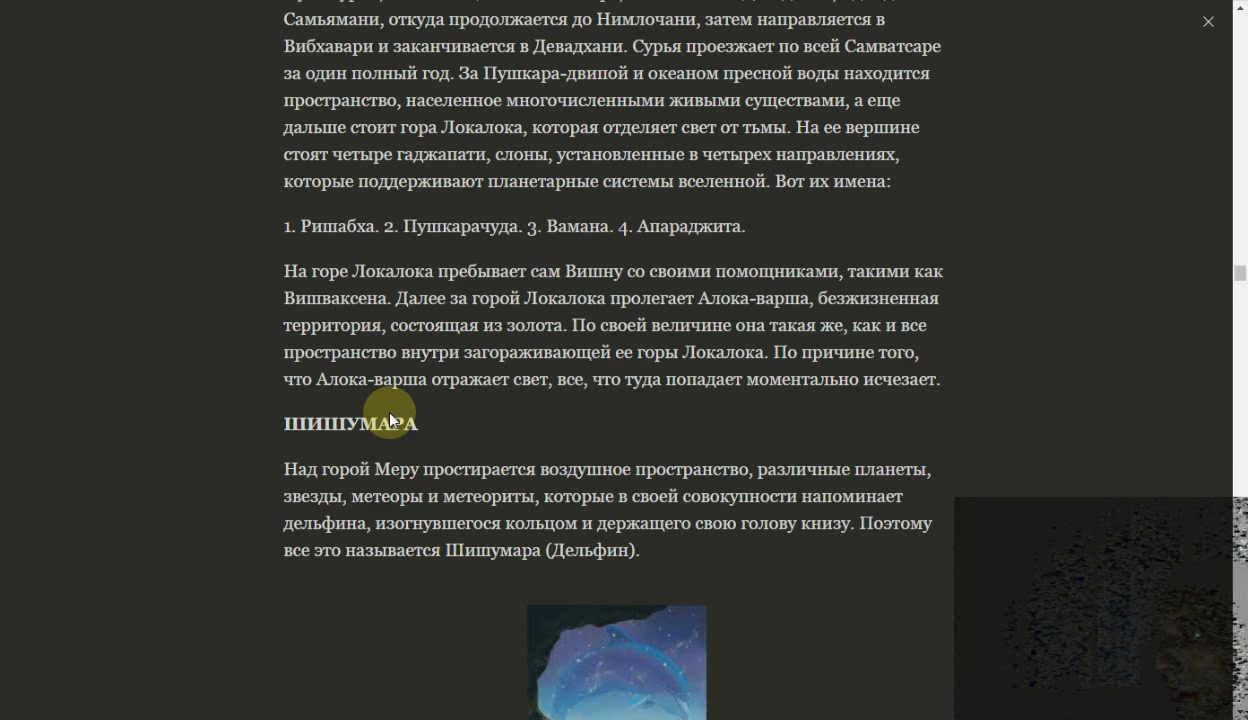 Самьямани, откуда продолжается до Нимлочани, затем направляется в
Вибхавари и заканчивается в Девадхани. Сурья проезжает по всей Самватсаре
за один полный год. За Пушкара-двипой и океаном пресной воды находится
пространство, населенное многочисленными живыми существами, а еще
дальше стоит гора Локалока, которая отделяет свет от тьмы. На ее вершине
стоят четыре гаджапати, слоны, установленные в четырех направлениях,
которые поддерживают планетарные системы вселенной. Вот их имена:
1. Ришабха. 2. Пушкарачуда. 3. Вамана. 4. Апараджита.
На горе Локалока пребывает сам Вишну со своими помощниками, такими как
Вишваксена. Далее за горой Локалока пролегает Алока-варша, безжизненная
территория, состоящая из золота. По своей величине она такая же, как и все
пространство внутри загораживающей ее горы Локалока. По причине того,
что Алока-варша отражает свет, все, что туда попадает моментально исчезает.
ШИШУМАРА
Над горой Меру простирается воздушное пространство, различные планеты,
звезды, метеоры и метеориты, которые в своей совокупности напоминает
дельфина, изогнувшегося кольцом и держащего свою голову книзу. Поэтому
все это называется Шишумара (Дельфин).